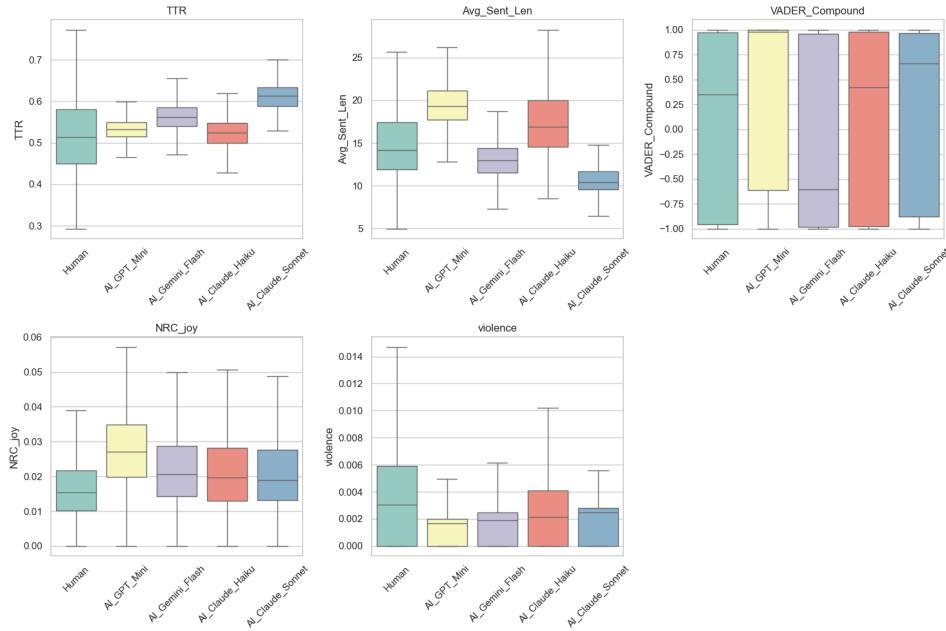 TTR
TTR
0.7
0.6
0.5
0.4
0.3
Human
AI_GPT_Mini
AI_Gemini_Flash
AI_Claude_Haiku
AI_Claude_Sonnet
Avg_Sent_Len
Avg_Sent_Len
25
20
15
10
5
Human
AI_GPT_Mini
AI_Gemini_Flash
AI_Claude_Haiku
AI_Claude_Sonnet
VADER_Compound
VADER_Compound
1.00
0.75
0.50
0.25
0.00
−0.25
−0.50
−0.75
−1.00
Human
AI_GPT_Mini
AI_Gemini_Flash
AI_Claude_Haiku
AI_Claude_Sonnet
NRC_joy
NRC_joy
0.06
0.05
0.04
0.03
0.02
0.01
0.00
Human
AI_GPT_Mini
AI_Gemini_Flash
AI_Claude_Haiku
AI_Claude_Sonnet
violence
violence
0.014
0.012
0.010
0.008
0.006
0.004
0.002
0.000
Human
AI_GPT_Mini
AI_Gemini_Flash
AI_Claude_Haiku
AI_Claude_Sonnet